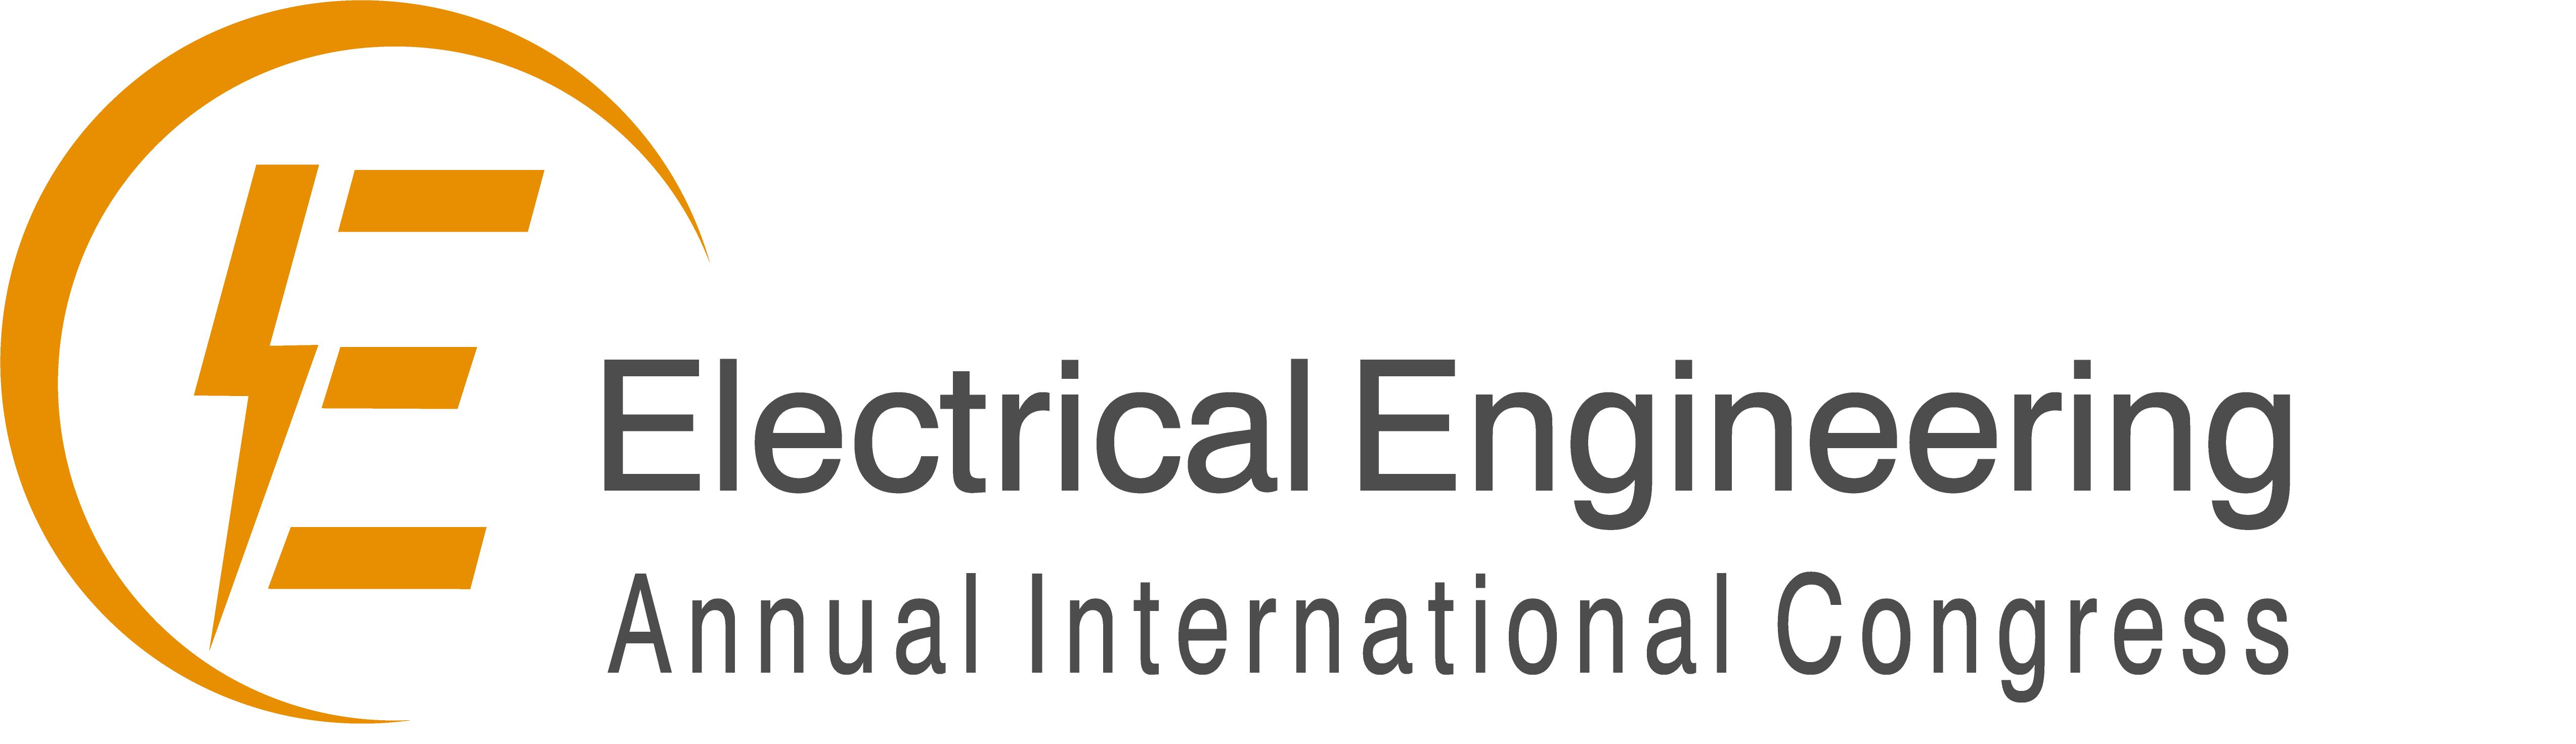 E
Electrical Engineering
Annual International Congress